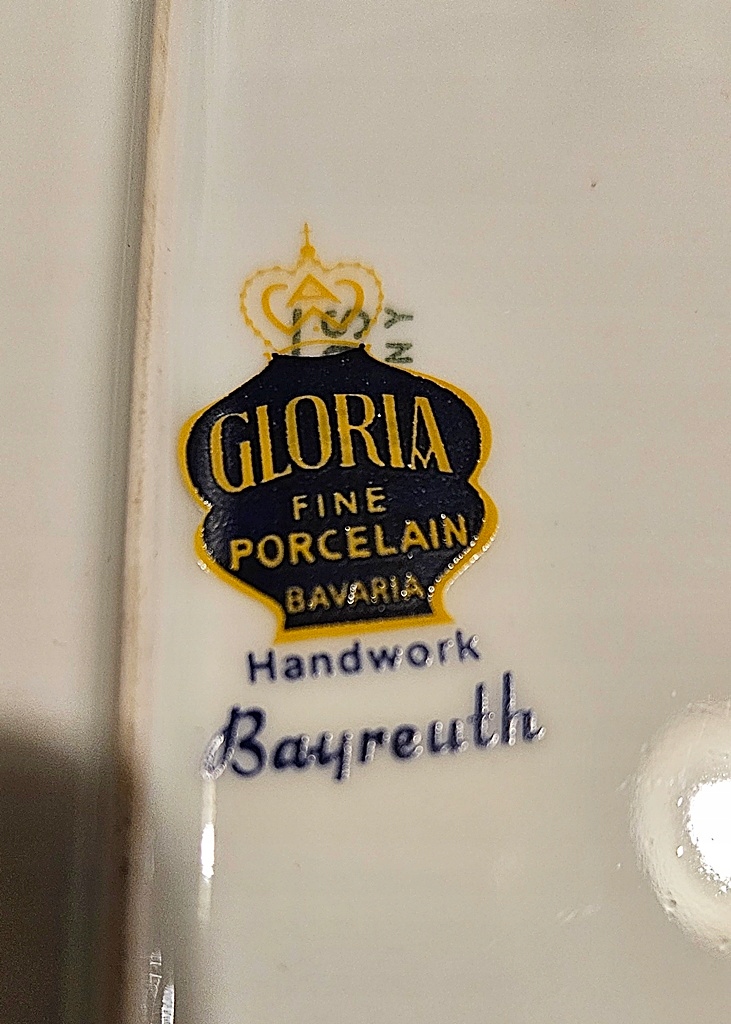 GLORIA
FINE
PORCELAIN
BAVARIA
Handwork
Bayreuth